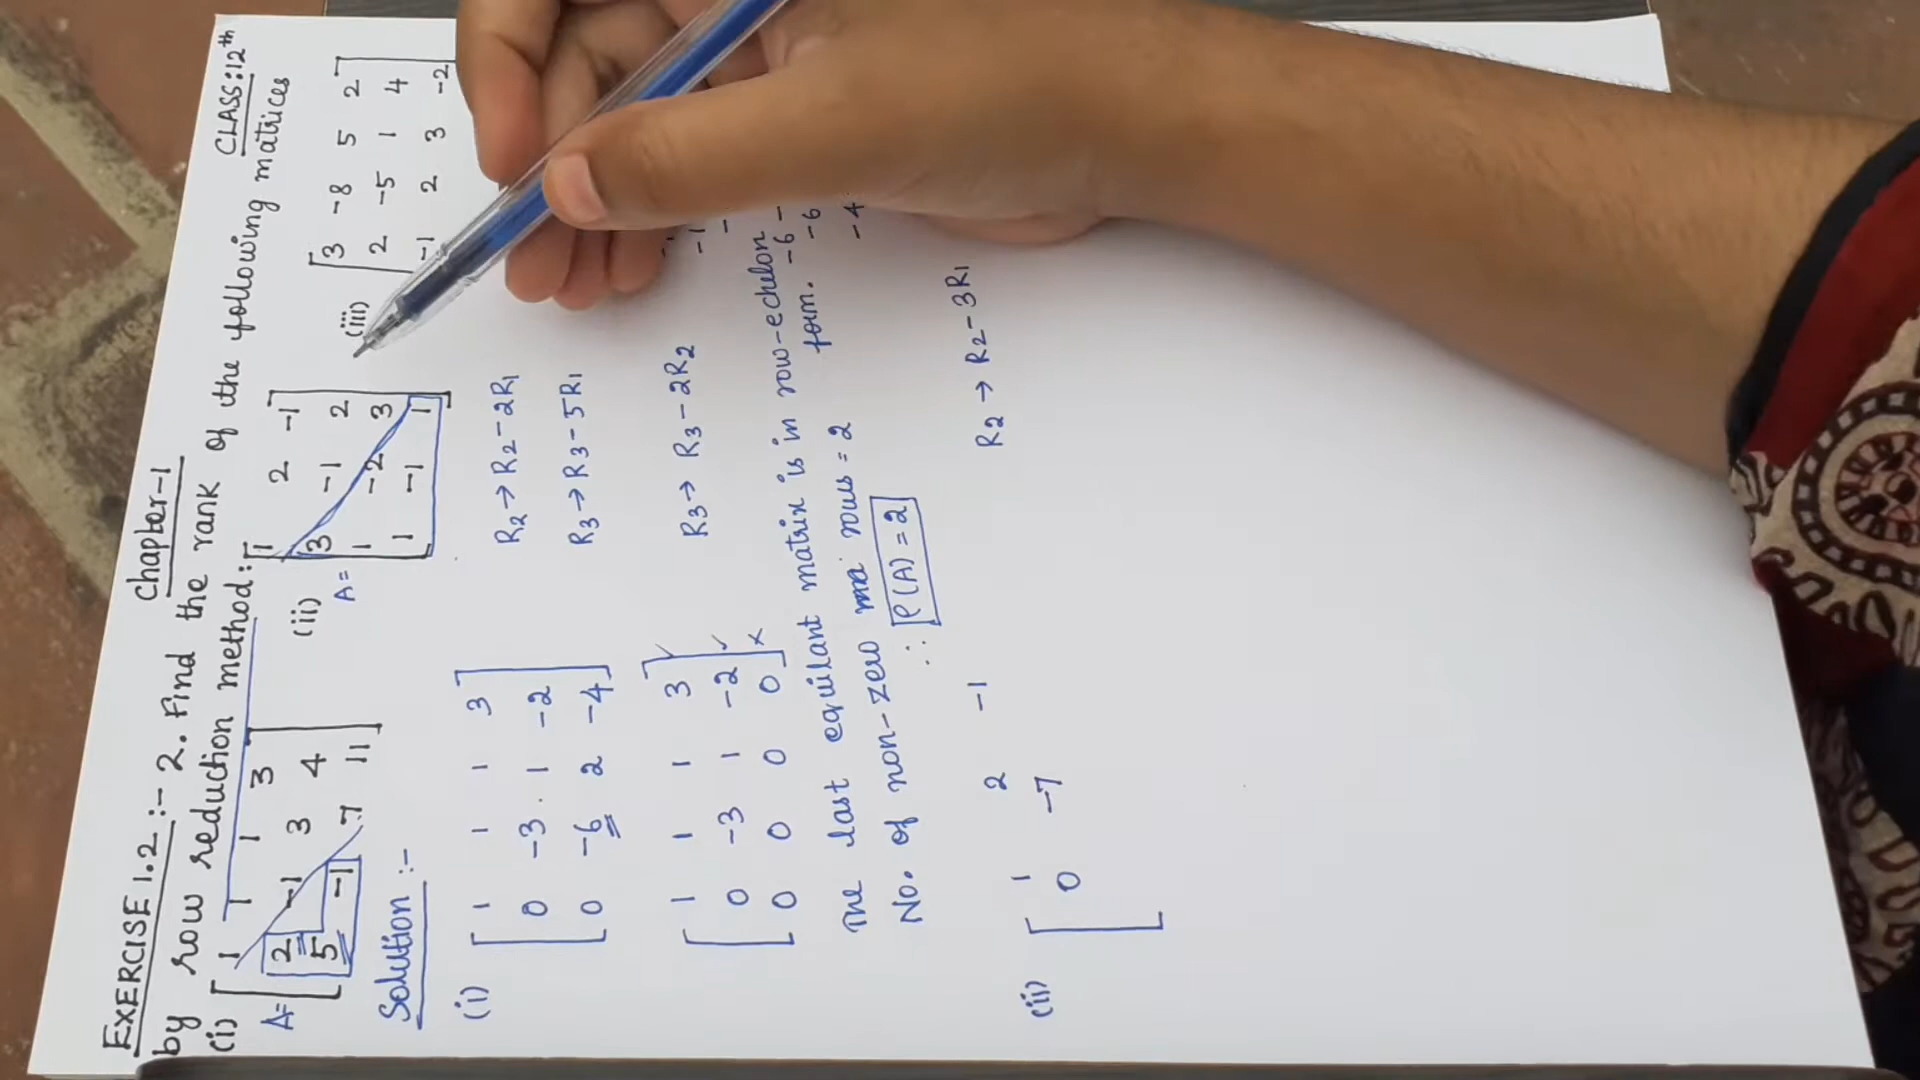 Chapter-1 CLASS:12th
EXERCISE 1.2 :- 2. Find the rank of the following matrices
by row reduction method:
(i) A= [ 1 1 1 3
2 -1 3 4
5 -1 7 11 ]
(ii) A= [ 1 2 -1
3 -1 2
1 -2 3
1 -1 1 ]
(iii) [ 3 -8 5 2
2 -5 1 4
-1 2 3 -2 ]
Solution :-
(i) [ 1 1 1 3
0 -3 1 -2 R2→R2-2R1
0 -6 2 -4 ] R3→R3-5R1
[ 1 1 1 3 ✓
0 -3 1 -2 ✓ R3→ R3-2R2
0 0 0 0 ] ×
The last equilant matrix is in row-echelon
form.
No. of non-zero rows = 2
∴ ρ(A) = 2
-6 -
-6
-4
(ii) [ 1 2 -1
0 -7 R2→R2-3R1